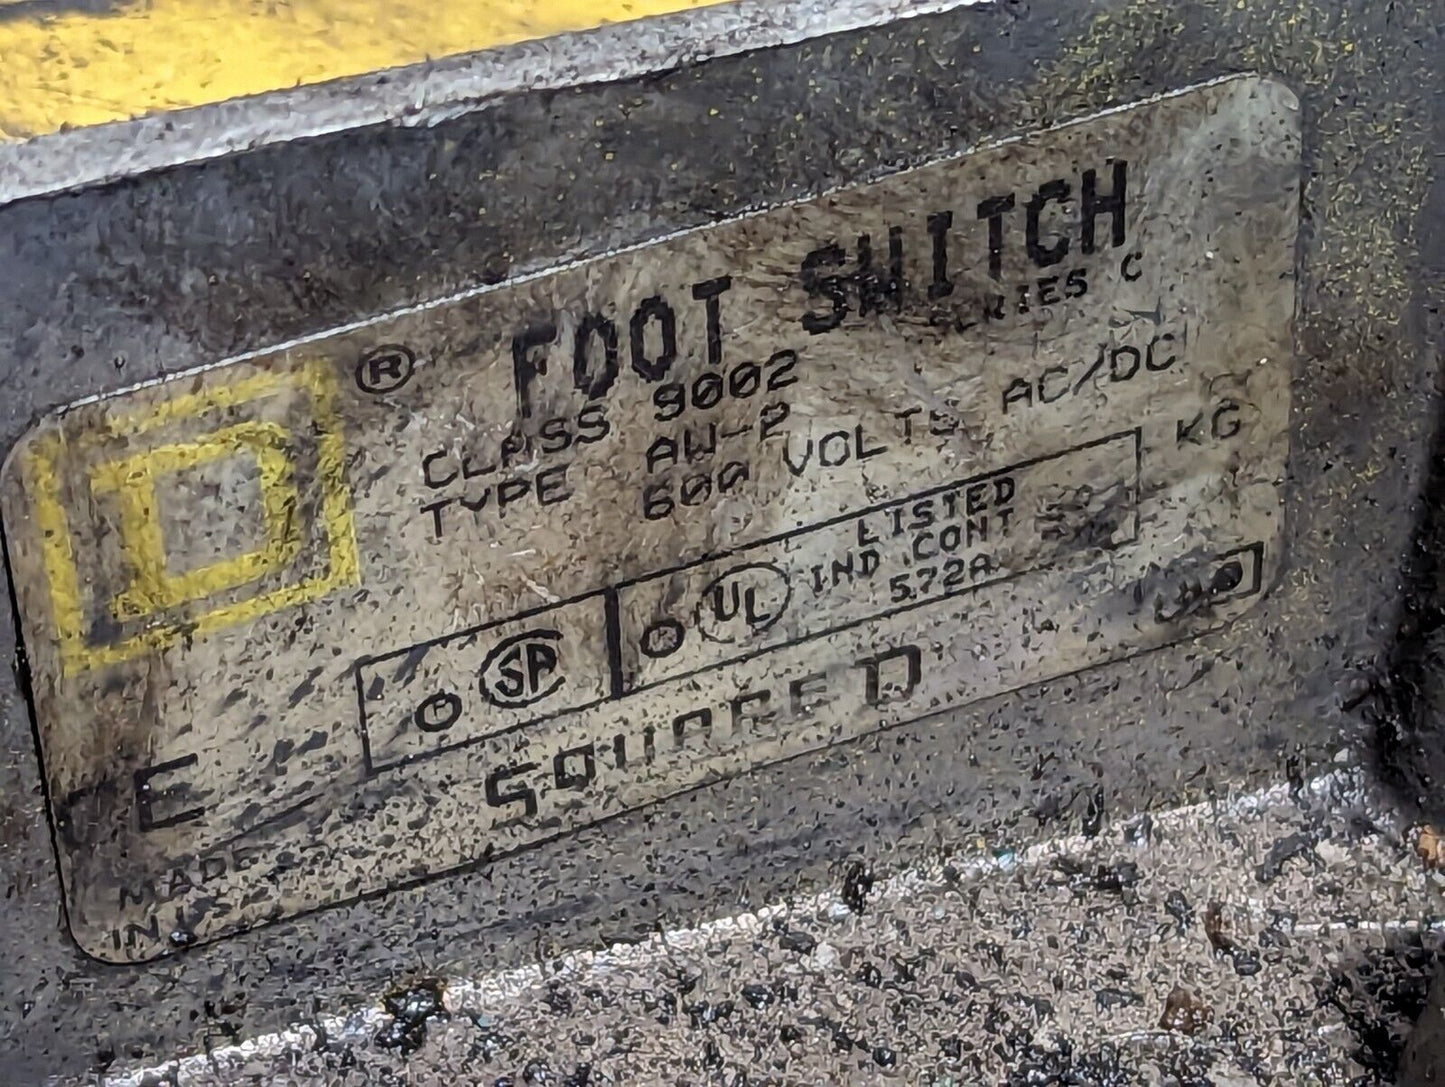 FOOT SWITCH
SERIES C
® CLASS 9002
TYPE AW-2
600 VOLTS AC/DC
KG
LISTED
SP UL IND CONT
572A
SQUARE D
D
E
MADE
IN